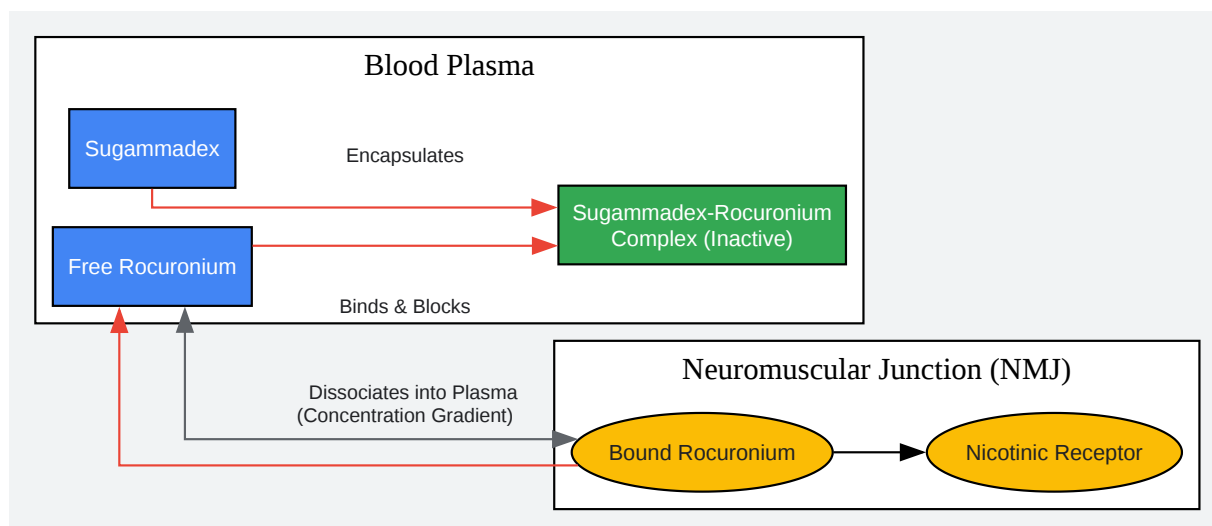 Blood Plasma
Sugammadex
Encapsulates
Sugammadex-Rocuronium
Complex (Inactive)
Free Rocuronium
Binds & Blocks
Neuromuscular Junction (NMJ)
Dissociates into Plasma
(Concentration Gradient)
Bound Rocuronium
Nicotinic Receptor